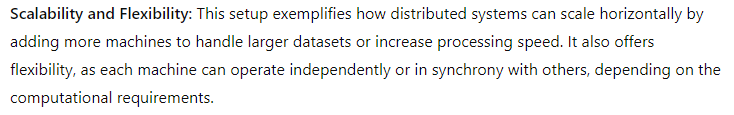 Scalability and Flexibility: This setup exemplifies how distributed systems can scale horizontally by
adding more machines to handle larger datasets or increase processing speed. It also offers
flexibility, as each machine can operate independently or in synchrony with others, depending on the
computational requirements.